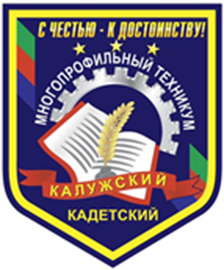 С ЧЕСТЬЮ - К ДОСТОИНСТВУ!
МНОГОПРОФИЛЬНЫЙ ТЕХНИКУМ
КАЛУЖСКИЙ
КАДЕТСКИЙ